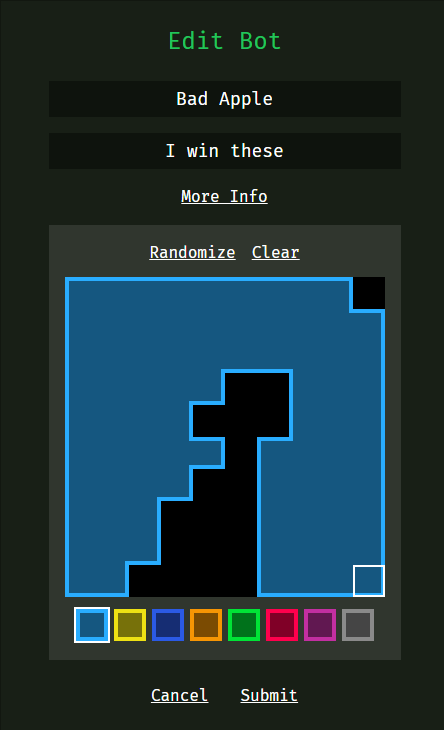 Edit Bot
Bad Apple
I win these
More Info
Randomize Clear
Cancel Submit